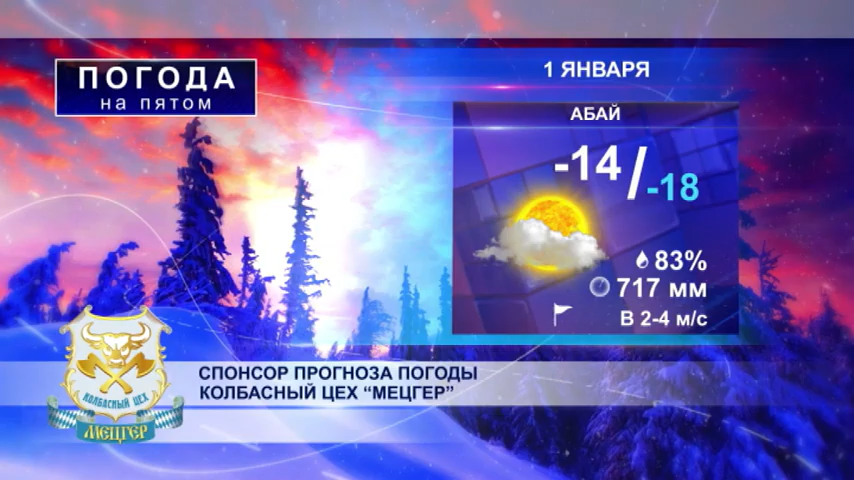 ПОГОДА
на пятом
1 ЯНВАРЯ
АБАЙ
-14/-18
83%
717 мм
В 2-4 м/с
СПОНСОР ПРОГНОЗА ПОГОДЫ
КОЛБАСНЫЙ ЦЕХ “МЕЦГЕР”
КОЛБАСНЫЙ ЦЕХ
МЕЦГЕР